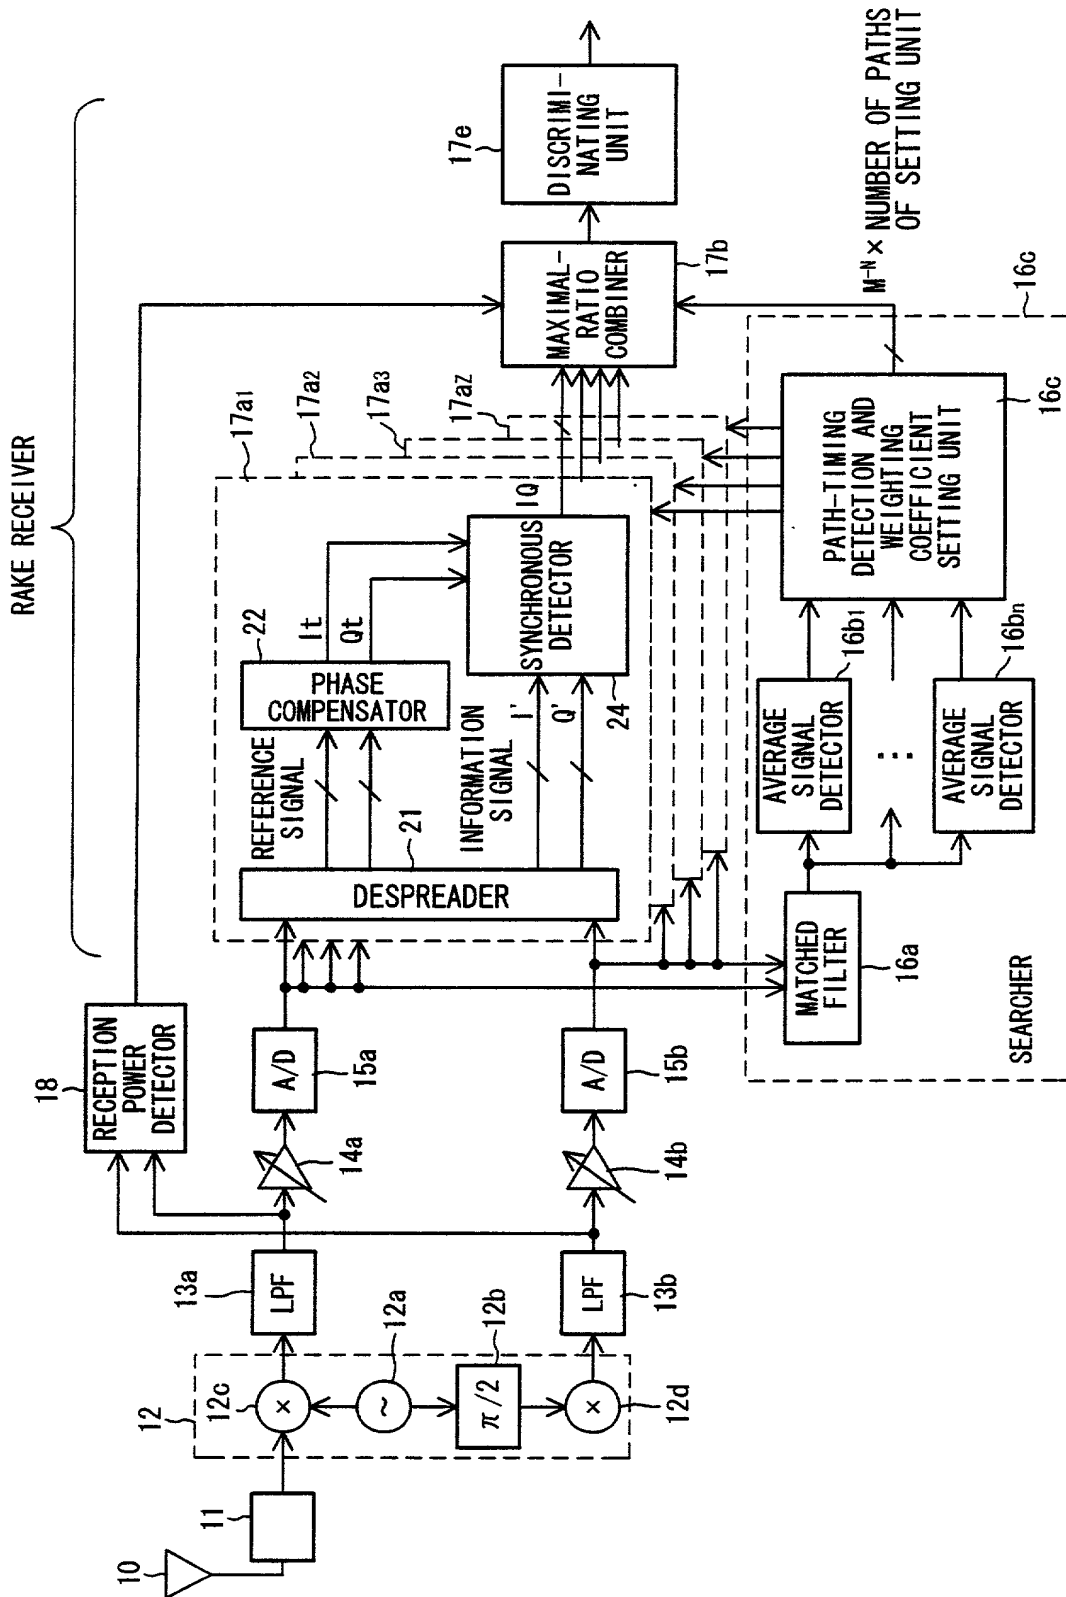 RAKE RECEIVER
10
11
12
12c
12a
12b
12d
×
~
π/2
×
13a
LPF
13b
LPF
18
RECEPTION
POWER
DETECTOR
14a
14b
A/D
15a
A/D
15b
17a1
17a2
17a3
17aZ
DESPREADER
21
REFERENCE
SIGNAL
INFORMATION
SIGNAL
22
PHASE
COMPENSATOR
It
Qt
I'
Q'
SYNCHRONOUS
DETECTOR
24
IQ
MAXIMAL-
RATIO
COMBINER
17b
17e
DISCRIMI-
NATING
UNIT
SEARCHER
MATCHED
FILTER
16a
AVERAGE
SIGNAL
DETECTOR
16b1
AVERAGE
SIGNAL
DETECTOR
16bn
PATH-TIMING
DETECTION AND
WEIGHTING
COEFFICIENT
SETTING UNIT
16c
16c
M-N × NUMBER OF PATHS
OF SETTING UNIT